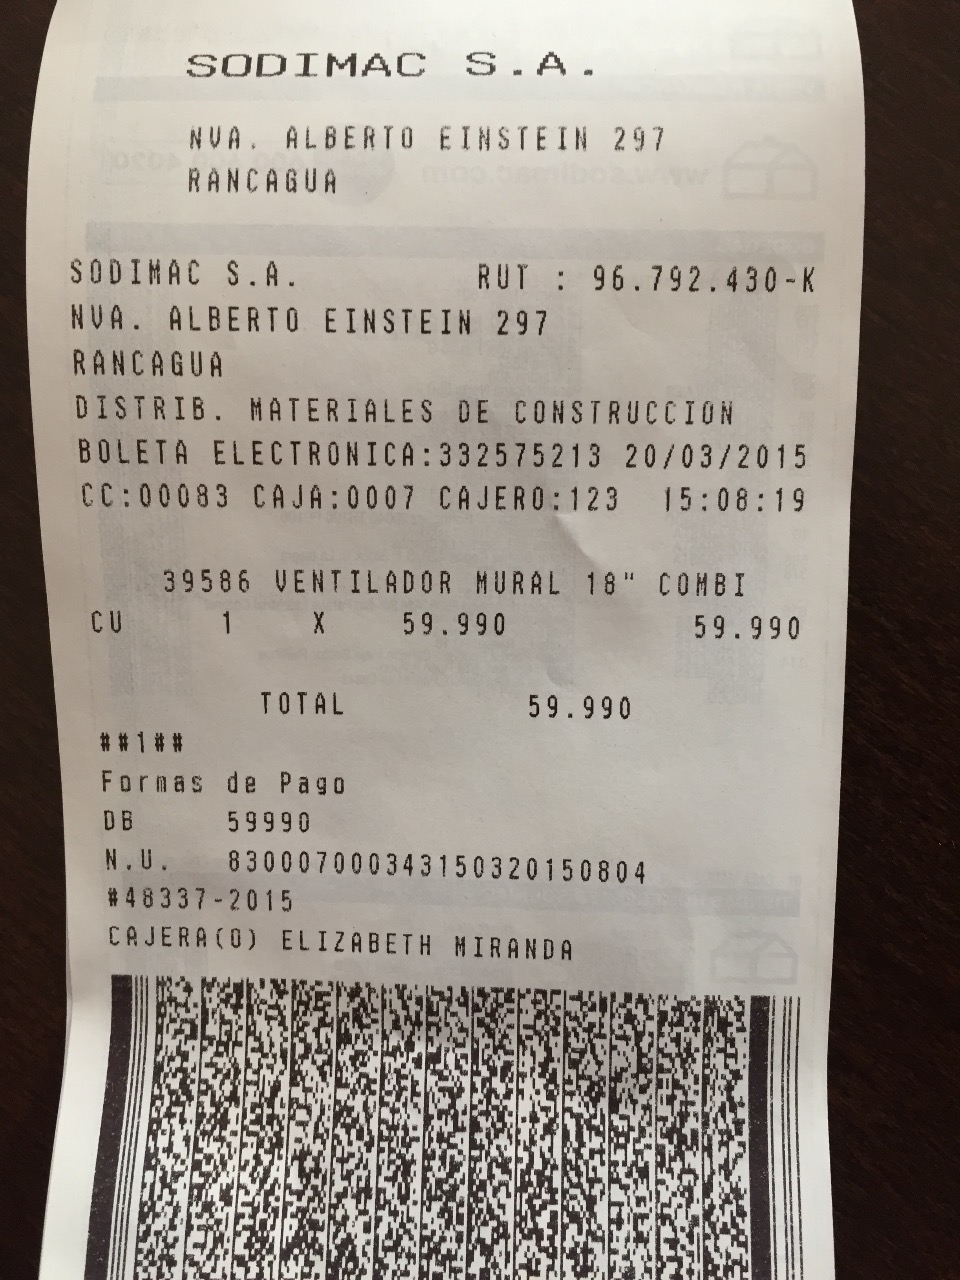 SODIMAC S.A.
NVA. ALBERTO EINSTEIN 297
RANCAGUA
SODIMAC S.A. RUT : 96.792.430-K
NVA. ALBERTO EINSTEIN 297
RANCAGUA
DISTRIB. MATERIALES DE CONSTRUCCION
BOLETA ELECTRONICA:332575213 20/03/2015
CC:00083 CAJA:0007 CAJERO:123 15:08:19
39586 VENTILADOR MURAL 18" COMBI
CU 1 X 59.990 59.990
TOTAL 59.990
##1##
Formas de Pago
DB 59990
N.U. 830007000343150320150804
#48337-2015
CAJERA(O) ELIZABETH MIRANDA